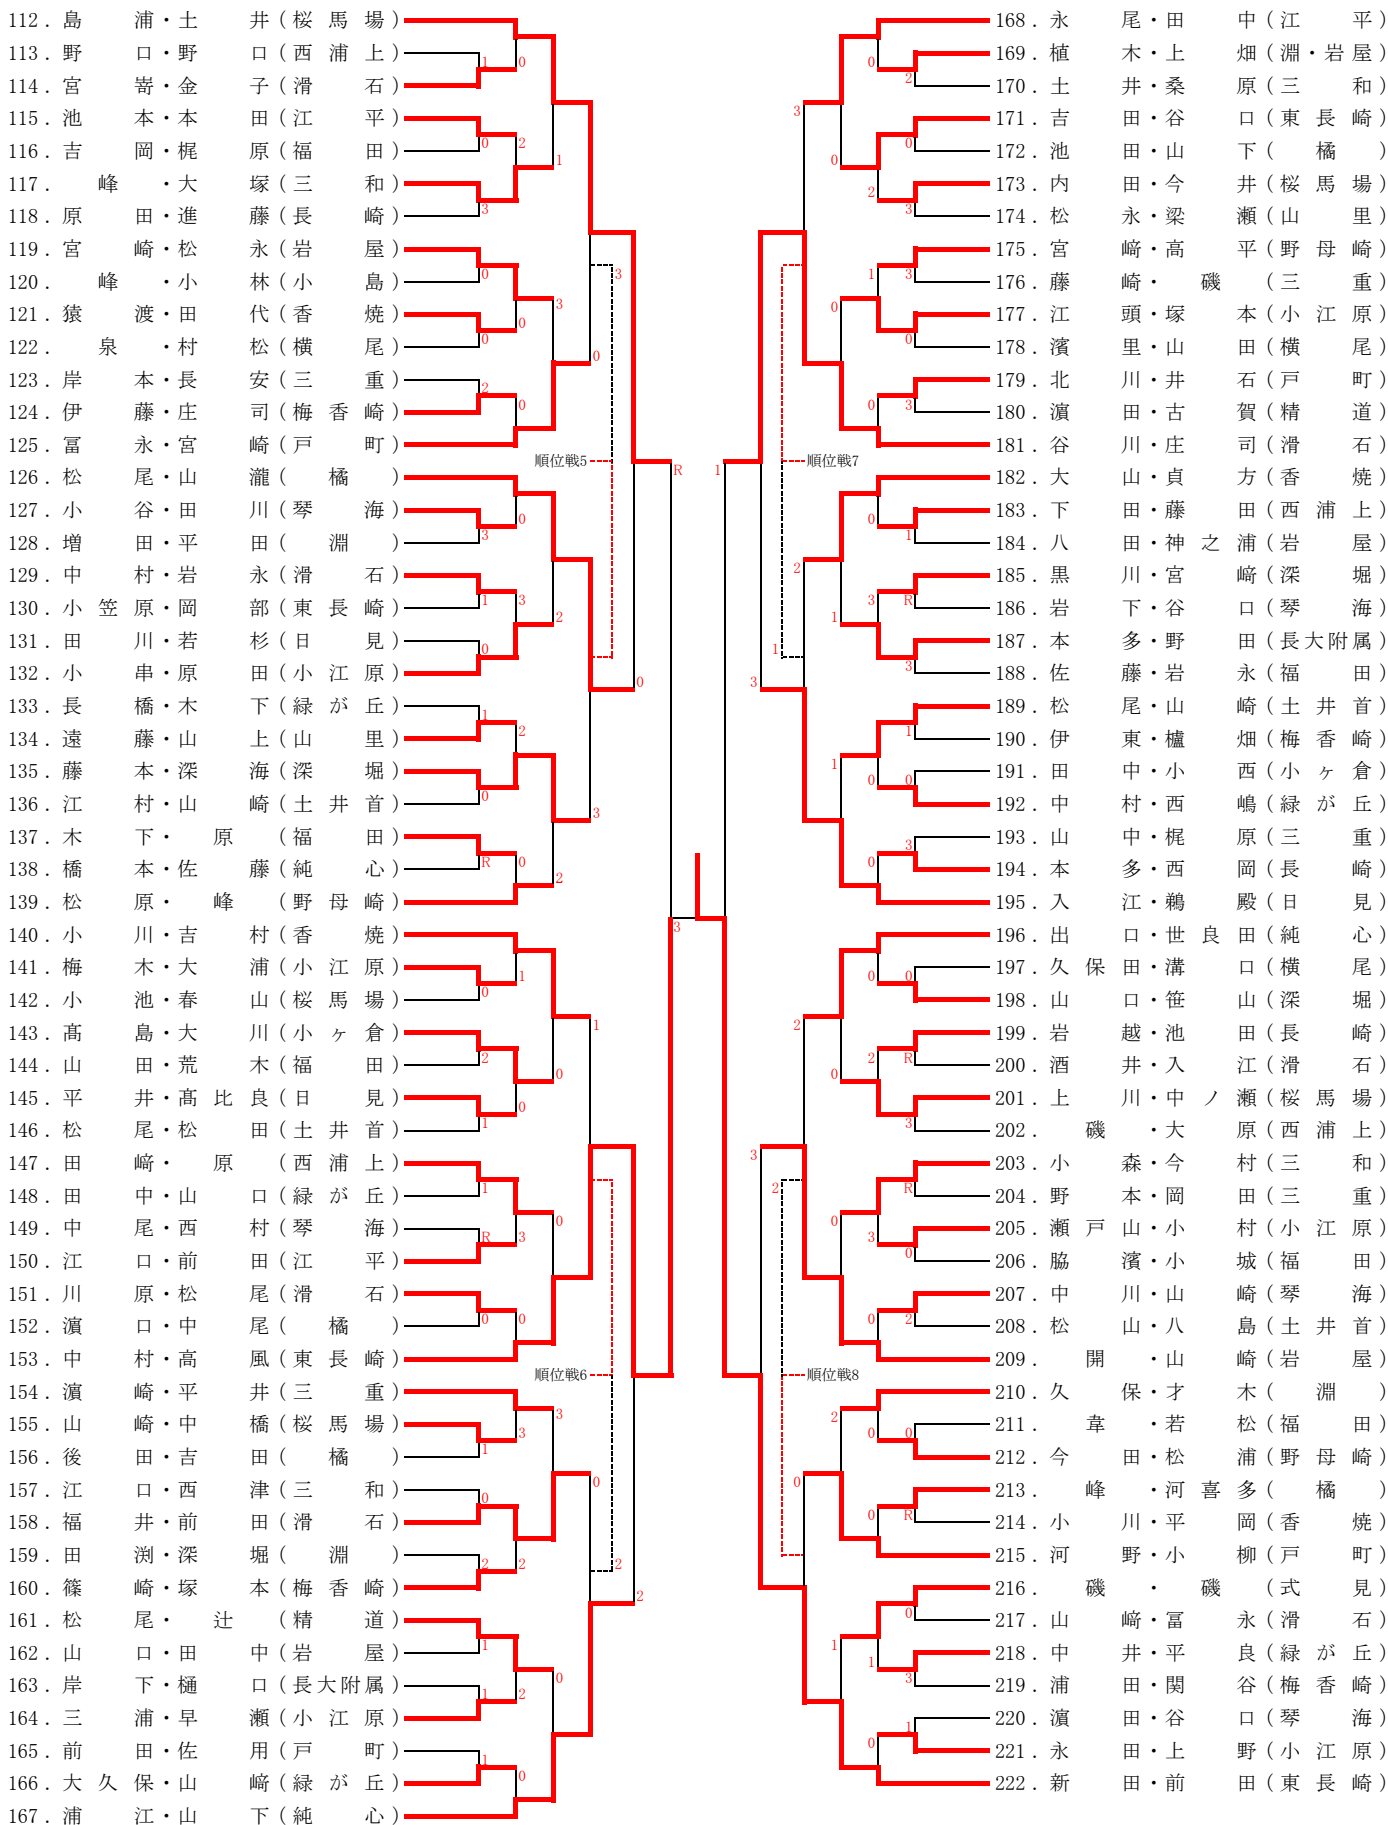 112．島浦・土井（桜馬場）
113．野口・野口（西浦上）
114．宮嵜・金子（滑石）
115．池本・本田（江平）
116．吉岡・梶原（福田）
117．峰・大塚（三和）
118．原田・進藤（長崎）
119．宮崎・松永（岩屋）
120．峰・小林（小島）
121．猿渡・田代（香焼）
122．泉・村松（横尾）
123．岸本・長安（三重）
124．伊藤・庄司（梅香崎）
125．冨永・宮崎（戸町）
126．松尾・山瀧（橘）
127．小谷・田川（琴海）
128．増田・平田（淵）
129．中村・岩永（滑石）
130．小笠原・岡部（東長崎）
131．田川・若杉（日見）
132．小串・原田（小江原）
133．長橋・木下（緑が丘）
134．遠藤・山上（山里）
135．藤本・深海（深堀）
136．江村・山崎（土井首）
137．木下・原（福田）
138．橋本・佐藤（純心）
139．松原・峰（野母崎）
140．小川・吉村（香焼）
141．梅木・大浦（小江原）
142．小池・春山（桜馬場）
143．髙島・大川（小ヶ倉）
144．山田・荒木（福田）
145．平井・髙比良（日見）
146．松尾・松田（土井首）
147．田﨑・原（西浦上）
148．田中・山口（緑が丘）
149．中尾・西村（琴海）
150．江口・前田（江平）
151．川原・松尾（滑石）
152．濵口・中尾（橘）
153．中村・高風（東長崎）
154．濵崎・平井（三重）
155．山崎・中橋（桜馬場）
156．後田・吉田（橘）
157．江口・西津（三和）
158．福井・前田（滑石）
159．田渕・深堀（淵）
160．篠崎・塚本（梅香崎）
161．松尾・辻（精道）
162．山口・田中（岩屋）
163．岸下・樋口（長大附属）
164．三浦・早瀬（小江原）
165．前田・佐用（戸町）
166．大久保・山﨑（緑が丘）
167．浦江・山下（純心）
順位戦5
順位戦6
R
3
1
順位戦7
順位戦8
168．永尾・田中（江平）
169．植木・上畑（淵・岩屋）
170．土井・桑原（三和）
171．吉田・谷口（東長崎）
172．池田・山下（橘）
173．内田・今井（桜馬場）
174．松永・梁瀬（山里）
175．宮﨑・高平（野母崎）
176．藤崎・磯（三重）
177．江頭・塚本（小江原）
178．濱里・山田（横尾）
179．北川・井石（戸町）
180．濵田・古賀（精道）
181．谷川・庄司（滑石）
182．大山・貞方（香焼）
183．下田・藤田（西浦上）
184．八田・神之浦（岩屋）
185．黒川・宮﨑（深堀）
186．岩下・谷口（琴海）
187．本多・野田（長大附属）
188．佐藤・岩永（福田）
189．松尾・山崎（土井首）
190．伊東・櫨畑（梅香崎）
191．田中・小西（小ヶ倉）
192．中村・西嶋（緑が丘）
193．山中・梶原（三重）
194．本多・西岡（長崎）
195．入江・鵜殿（日見）
196．出口・世良田（純心）
197．久保田・溝口（横尾）
198．山口・笹山（深堀）
199．岩越・池田（長崎）
200．酒井・入江（滑石）
201．上川・中ノ瀬（桜馬場）
202．磯・大原（西浦上）
203．小森・今村（三和）
204．野本・岡田（三重）
205．瀬戸山・小村（小江原）
206．脇濱・小城（福田）
207．中川・山崎（琴海）
208．松山・八島（土井首）
209．開・山崎（岩屋）
210．久保・才木（淵）
211．韋・若松（福田）
212．今田・松浦（野母崎）
213．峰・河喜多（橘）
214．小川・平岡（香焼）
215．河野・小柳（戸町）
216．磯・磯（式見）
217．山﨑・冨永（滑石）
218．中井・平良（緑が丘）
219．浦田・関谷（梅香崎）
220．濵田・谷口（琴海）
221．永田・上野（小江原）
222．新田・前田（東長崎）